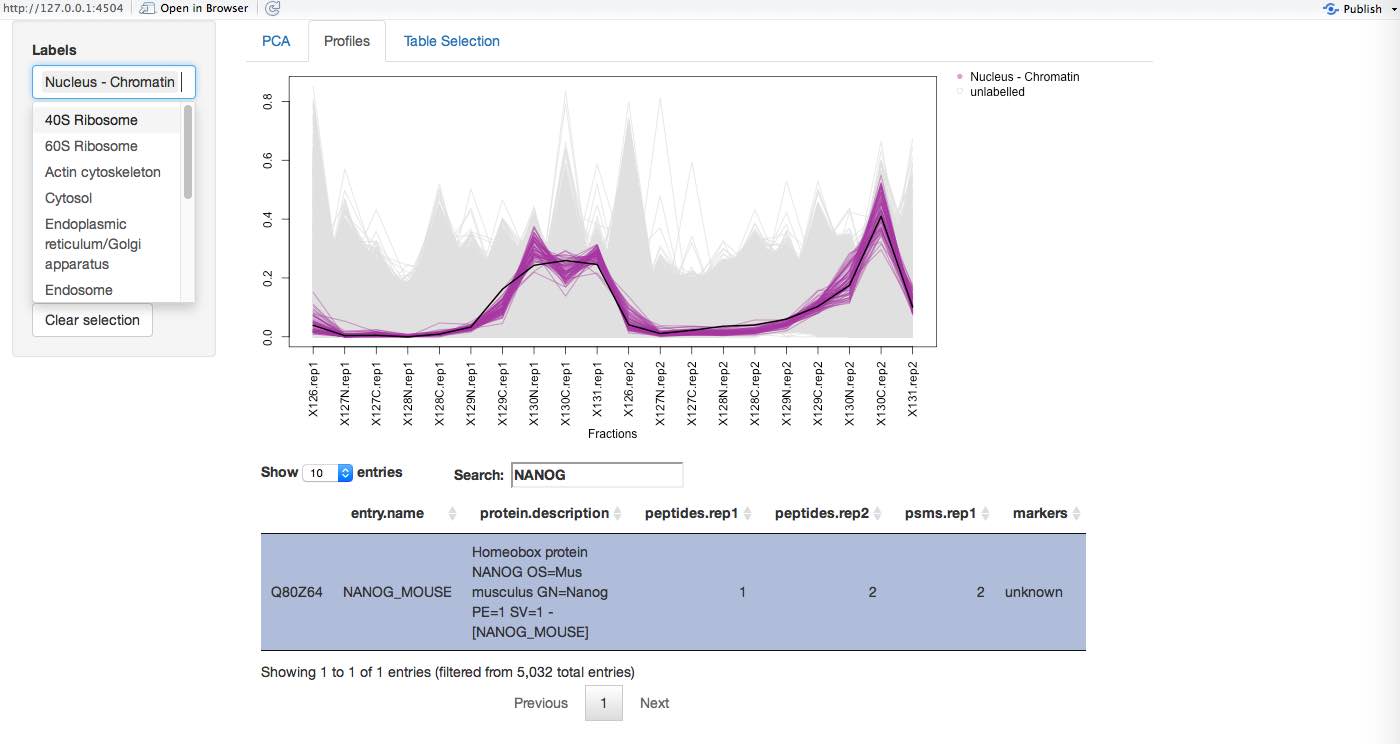 http://127.0.0.1:4504 Open in Browser Publish
Labels
Nucleus - Chromatin
40S Ribosome
60S Ribosome
Actin cytoskeleton
Cytosol
Endoplasmic
reticulum/Golgi
apparatus
Endosome
Clear selection
PCA Profiles Table Selection
Nucleus - Chromatin
unlabelled
0.8
0.6
0.4
0.2
0.0
X126.rep1
X127N.rep1
X127C.rep1
X128N.rep1
X128C.rep1
X129N.rep1
X129C.rep1
X130N.rep1
X130C.rep1
X131.rep1
X126.rep2
X127N.rep2
X127C.rep2
X128N.rep2
X128C.rep2
X129N.rep2
X129C.rep2
X130N.rep2
X130C.rep2
X131.rep2
Fractions
Show 10 entries Search: NANOG
entry.name protein.description peptides.rep1 peptides.rep2 psms.rep1 markers
Q80Z64 NANOG_MOUSE
Homeobox protein
NANOG OS=Mus
musculus GN=Nanog
PE=1 SV=1 -
[NANOG_MOUSE]
1 2 2 unknown
Showing 1 to 1 of 1 entries (filtered from 5,032 total entries)
Previous 1 Next